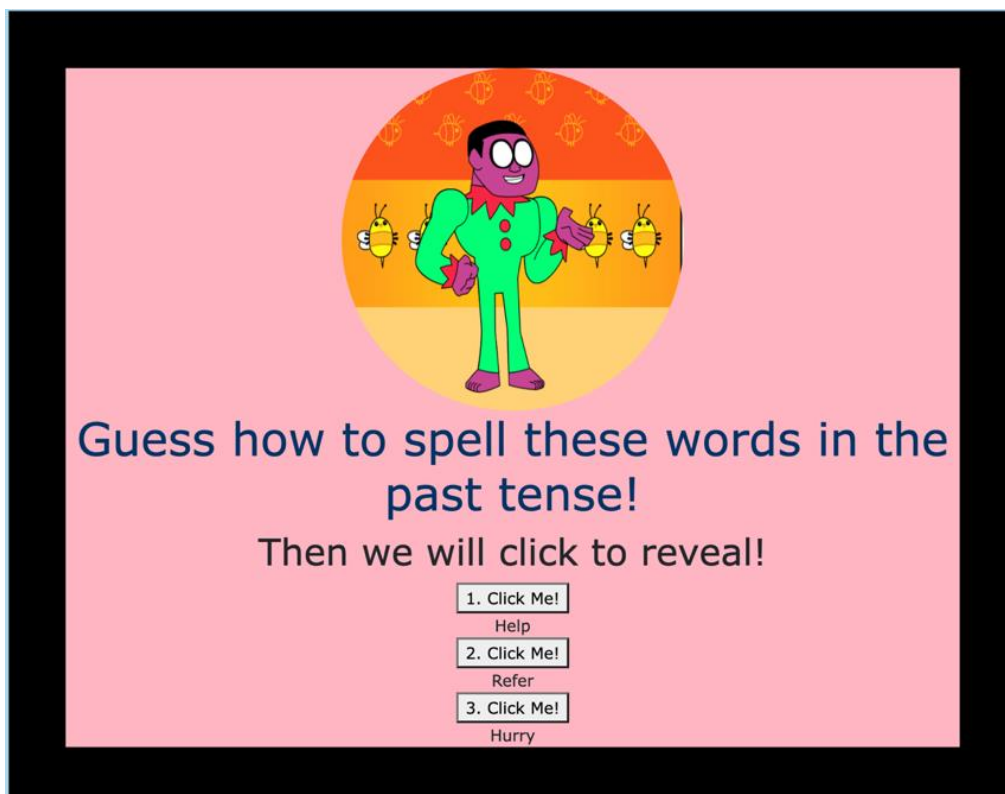 Guess how to spell these words in the
past tense!
Then we will click to reveal!
1. Click Me!
Help
2. Click Me!
Refer
3. Click Me!
Hurry